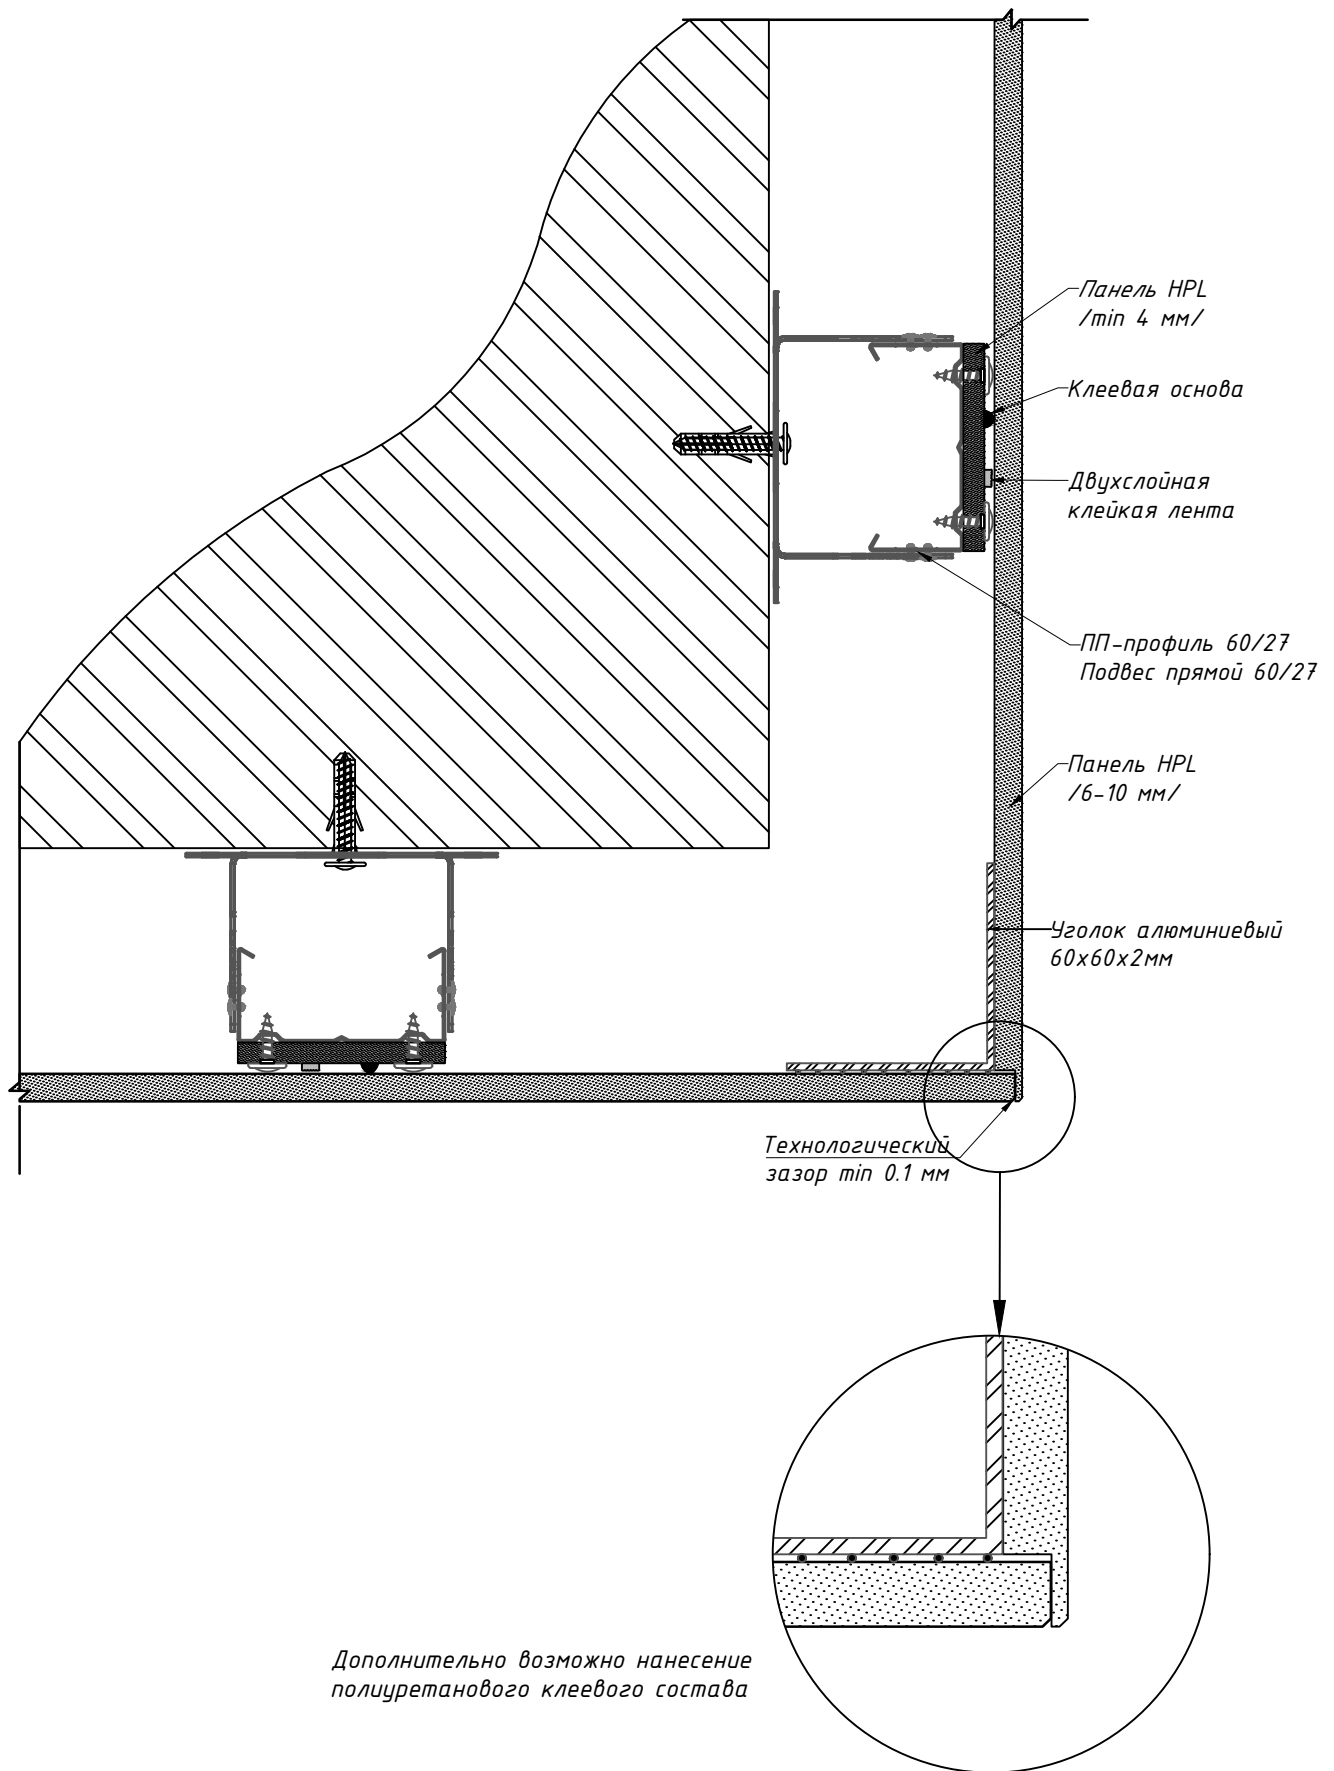 Панель HPL
/min 4 мм/
Клеевая основа
Двухслойная
клейкая лента
ПП-профиль 60/27
Подвес прямой 60/27
Панель HPL
/6-10 мм/
Уголок алюминиевый
60х60х2мм
Технологический
зазор min 0.1 мм
Дополнительно возможно нанесение
полиуретанового клеевого состава